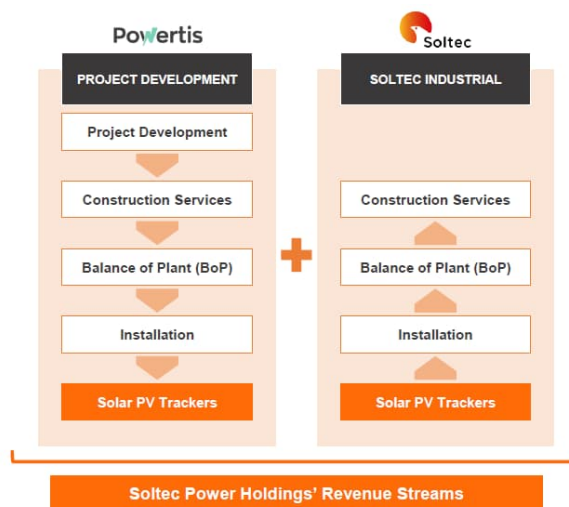 Powertis
PROJECT DEVELOPMENT
Project Development
Construction Services
Balance of Plant (BoP)
Installation
Solar PV Trackers
Soltec
SOLTEC INDUSTRIAL
Construction Services
Balance of Plant (BoP)
Installation
Solar PV Trackers
Soltec Power Holdings’ Revenue Streams